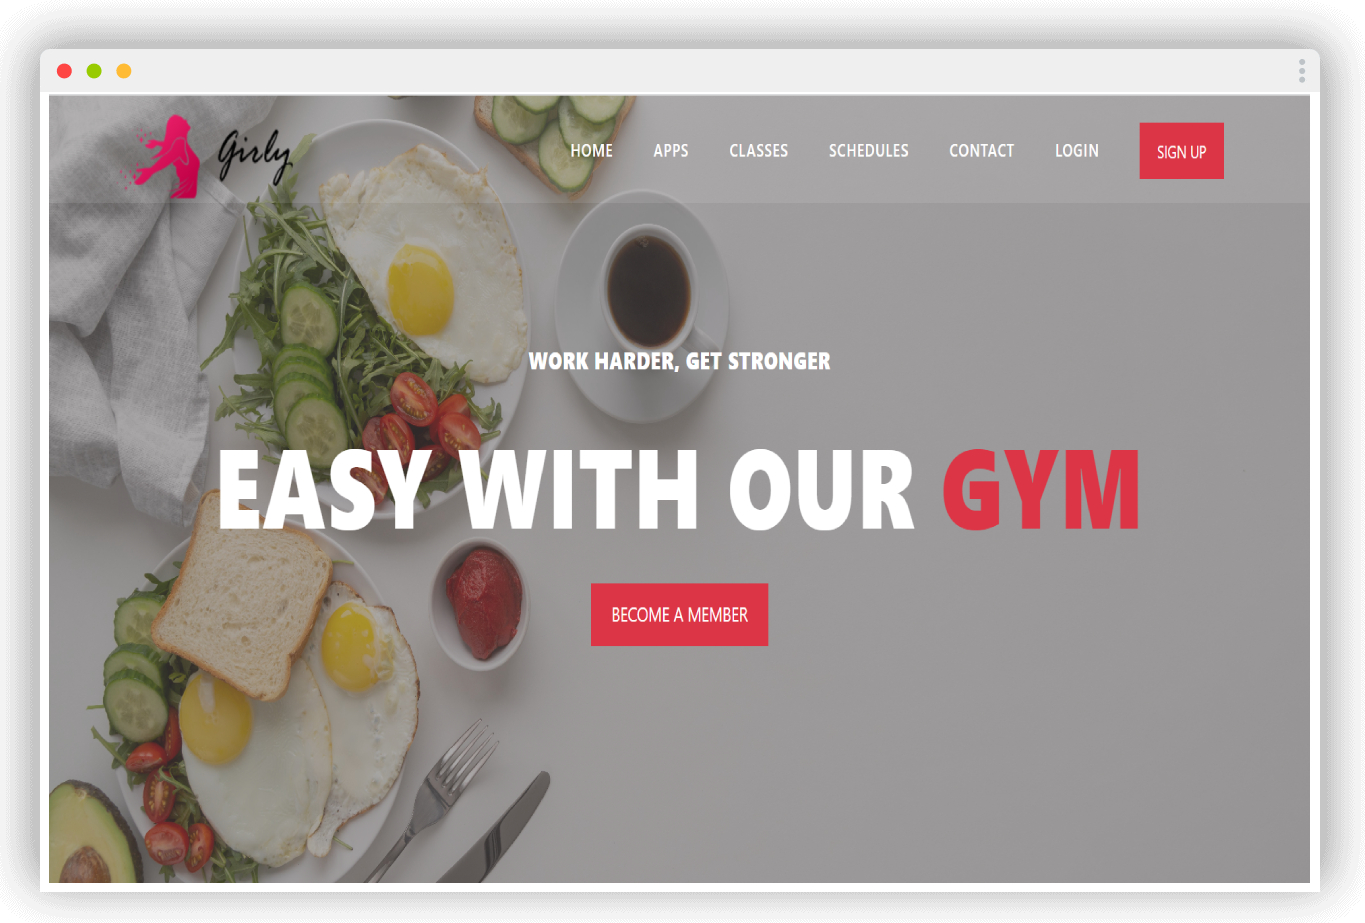 Girly
HOME APPS CLASSES SCHEDULES CONTACT LOGIN SIGN UP
WORK HARDER, GET STRONGER
EASY WITH OUR GYM
BECOME A MEMBER